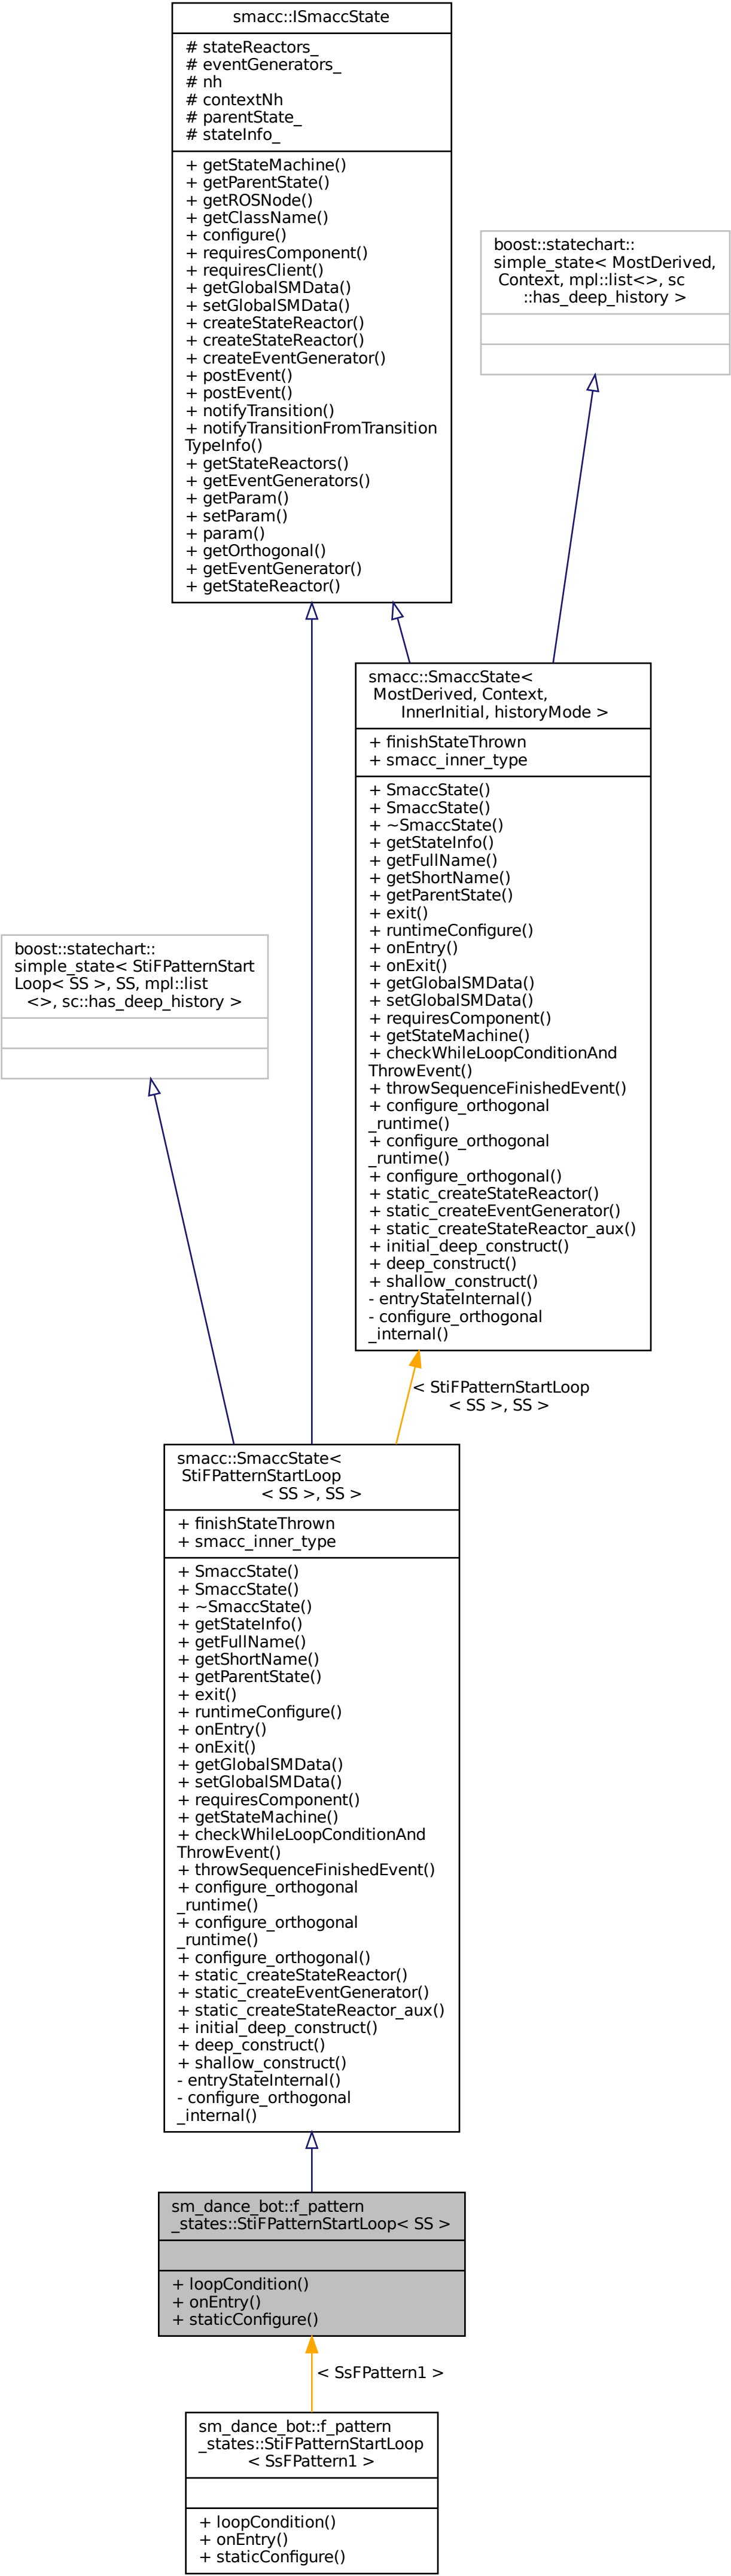 smacc::ISmaccState
# stateReactors_
# eventGenerators_
# nh
# contextNh
# parentState_
# stateInfo_
+ getStateMachine()
+ getParentState()
+ getROSNode()
+ getClassName()
+ configure()
+ requiresComponent()
+ requiresClient()
+ getGlobalSMData()
+ setGlobalSMData()
+ createStateReactor()
+ createStateReactor()
+ createEventGenerator()
+ postEvent()
+ postEvent()
+ notifyTransition()
+ notifyTransitionFromTransition
TypeInfo()
+ getStateReactors()
+ getEventGenerators()
+ getParam()
+ setParam()
+ param()
+ getOrthogonal()
+ getEventGenerator()
+ getStateReactor()
boost::statechart::
simple_state< MostDerived,
Context, mpl::list<>, sc
::has_deep_history >
smacc::SmaccState<
MostDerived, Context,
InnerInitial, historyMode >
+ finishStateThrown
+ smacc_inner_type
+ SmaccState()
+ SmaccState()
+ ~SmaccState()
+ getStateInfo()
+ getFullName()
+ getShortName()
+ getParentState()
+ exit()
+ runtimeConfigure()
+ onEntry()
+ onExit()
+ getGlobalSMData()
+ setGlobalSMData()
+ requiresComponent()
+ getStateMachine()
+ checkWhileLoopConditionAnd
ThrowEvent()
+ throwSequenceFinishedEvent()
+ configure_orthogonal
_runtime()
+ configure_orthogonal
_runtime()
+ configure_orthogonal()
+ static_createStateReactor()
+ static_createEventGenerator()
+ static_createStateReactor_aux()
+ initial_deep_construct()
+ deep_construct()
+ shallow_construct()
- entryStateInternal()
- configure_orthogonal
_internal()
boost::statechart::
simple_state< StiFPatternStart
Loop< SS >, SS, mpl::list
<>, sc::has_deep_history >
< StiFPatternStartLoop
< SS >, SS >
smacc::SmaccState<
StiFPatternStartLoop
< SS >, SS >
+ finishStateThrown
+ smacc_inner_type
+ SmaccState()
+ SmaccState()
+ ~SmaccState()
+ getStateInfo()
+ getFullName()
+ getShortName()
+ getParentState()
+ exit()
+ runtimeConfigure()
+ onEntry()
+ onExit()
+ getGlobalSMData()
+ setGlobalSMData()
+ requiresComponent()
+ getStateMachine()
+ checkWhileLoopConditionAnd
ThrowEvent()
+ throwSequenceFinishedEvent()
+ configure_orthogonal
_runtime()
+ configure_orthogonal
_runtime()
+ configure_orthogonal()
+ static_createStateReactor()
+ static_createEventGenerator()
+ static_createStateReactor_aux()
+ initial_deep_construct()
+ deep_construct()
+ shallow_construct()
- entryStateInternal()
- configure_orthogonal
_internal()
sm_dance_bot::f_pattern
_states::StiFPatternStartLoop< SS >
+ loopCondition()
+ onEntry()
+ staticConfigure()
< SsFPattern1 >
sm_dance_bot::f_pattern
_states::StiFPatternStartLoop
< SsFPattern1 >
+ loopCondition()
+ onEntry()
+ staticConfigure()